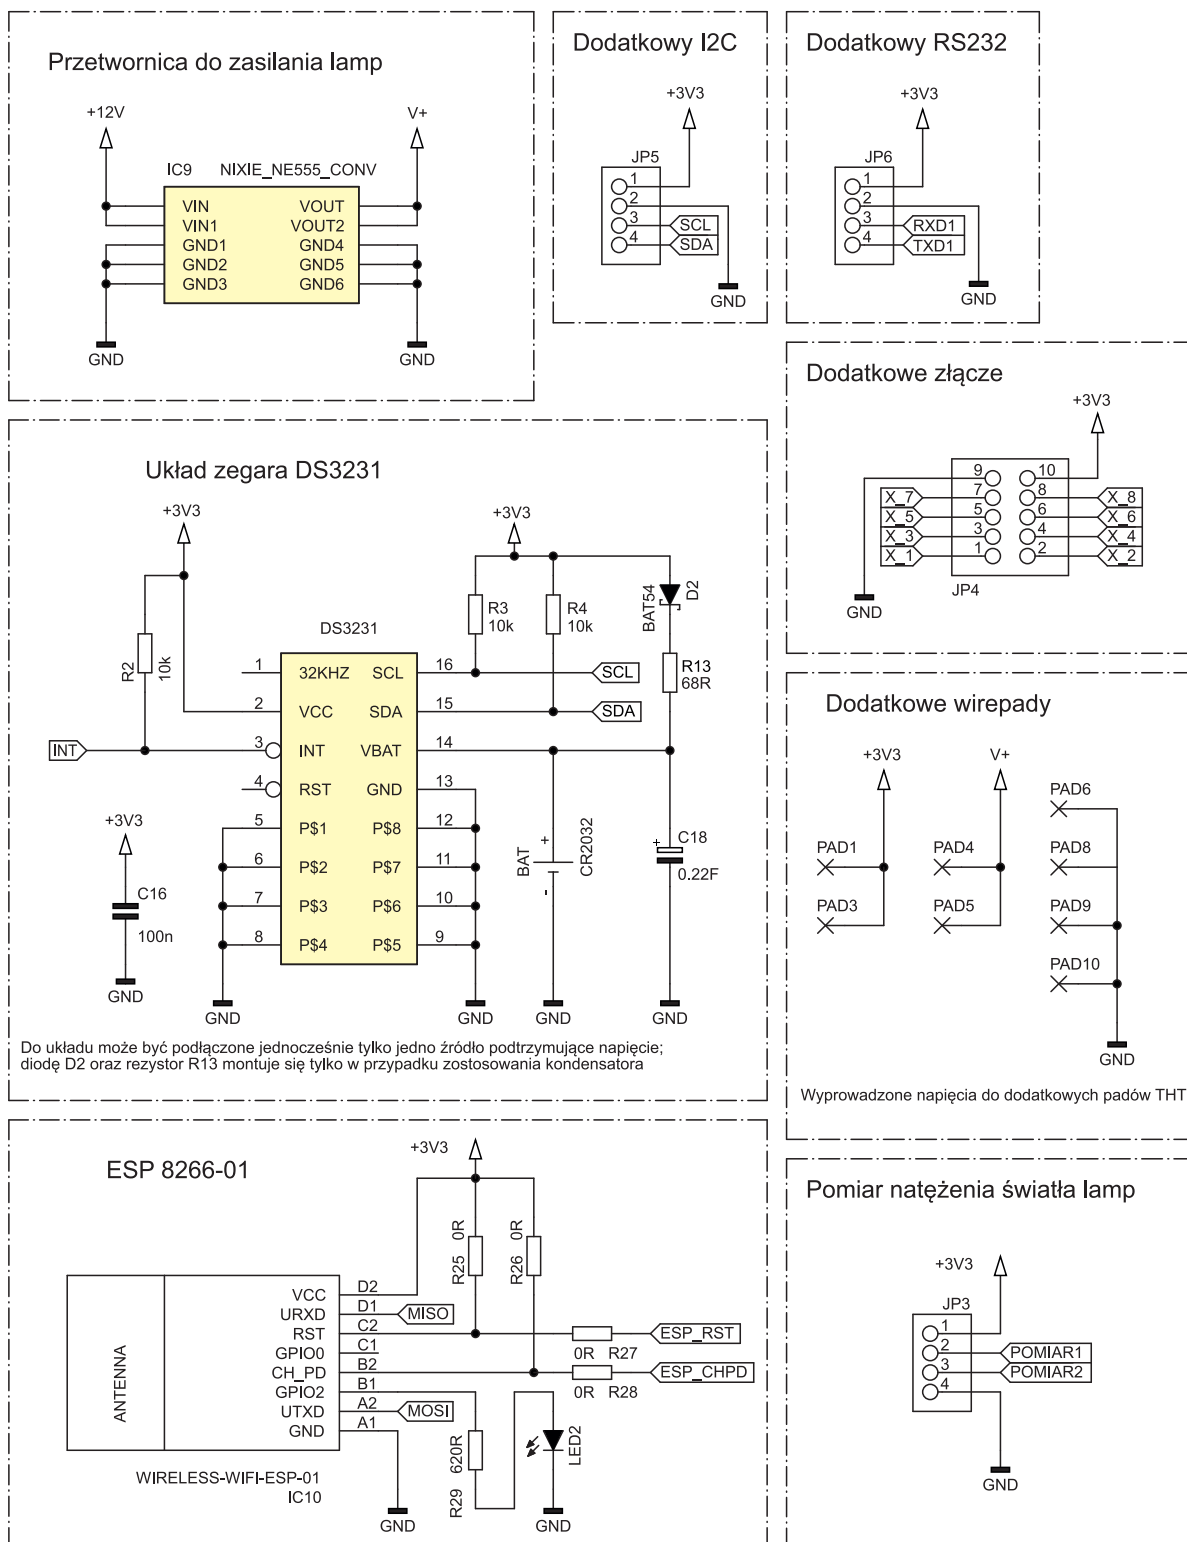 Przetwornica do zasilania lamp
+12V
V+
IC9 NIXIE_NE555_CONV
VIN VOUT
VIN1 VOUT2
GND1 GND4
GND2 GND5
GND3 GND6
GND
GND
Dodatkowy I2C
+3V3
JP5
1
2
3 SCL
4 SDA
GND
Dodatkowy RS232
+3V3
JP6
1
2
3 RXD1
4 TXD1
GND
Dodatkowe złącze
+3V3
9 10
X_7 7 8 X_8
X_5 5 6 X_6
X_3 3 4 X_4
X_1 1 2 X_2
GND
JP4
Układ zegara DS3231
+3V3
+3V3
R2
10k
R3
10k
R4
10k
BAT54
D2
R13
68R
DS3231
1 32KHZ SCL 16 SCL
2 VCC SDA 15 SDA
INT 3 INT VBAT 14
4 RST GND 13
5 P$1 P$8 12
6 P$2 P$7 11
7 P$3 P$6 10
8 P$4 P$5 9
+3V3
C16
100n
GND
GND
GND
BAT
+
-
CR2032
GND
+
C18
0.22F
GND
Do układu może być podłączone jednocześnie tylko jedno źródło podtrzymujące napięcie;
diodę D2 oraz rezystor R13 montuje się tylko w przypadku zostosowania kondensatora
Dodatkowe wirepady
+3V3
V+
PAD6
PAD1
PAD4
PAD8
PAD3
PAD5
PAD9
PAD10
GND
Wyprowadzone napięcia do dodatkowych padów THT
ESP 8266-01
+3V3
R25 0R
R26 0R
ANTENNA
VCC D2
URXD D1 MISO
RST C2
GPIO0 C1
CH_PD B2
GPIO2 B1
UTXD A2 MOSI
GND A1
0R R27 ESP_RST
0R R28 ESP_CHPD
R29 620R
LED2
WIRELESS-WIFI-ESP-01
IC10
GND
GND
Pomiar natężenia światła lamp
+3V3
JP3
1
2 POMIAR1
3 POMIAR2
4
GND